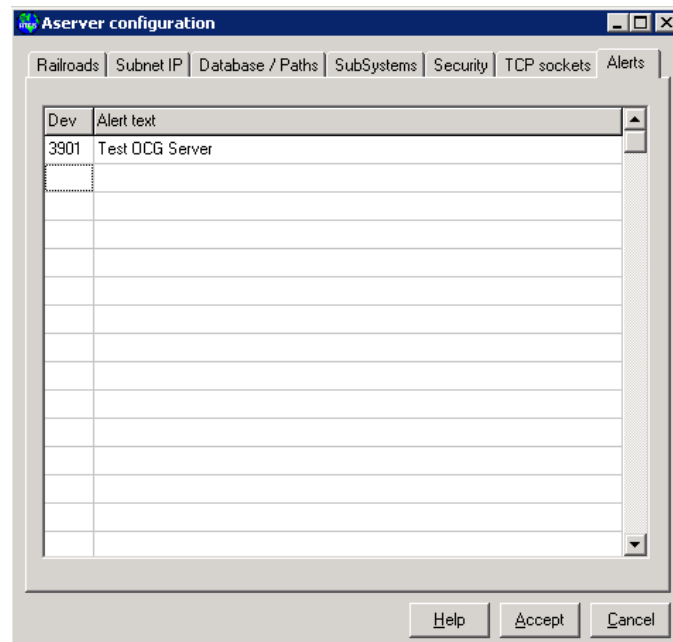 Aserver configuration
Railroads Subnet IP Database / Paths SubSystems Security TCP sockets Alerts
Dev Alert text
3901 Test OCG Server
Help Accept Cancel